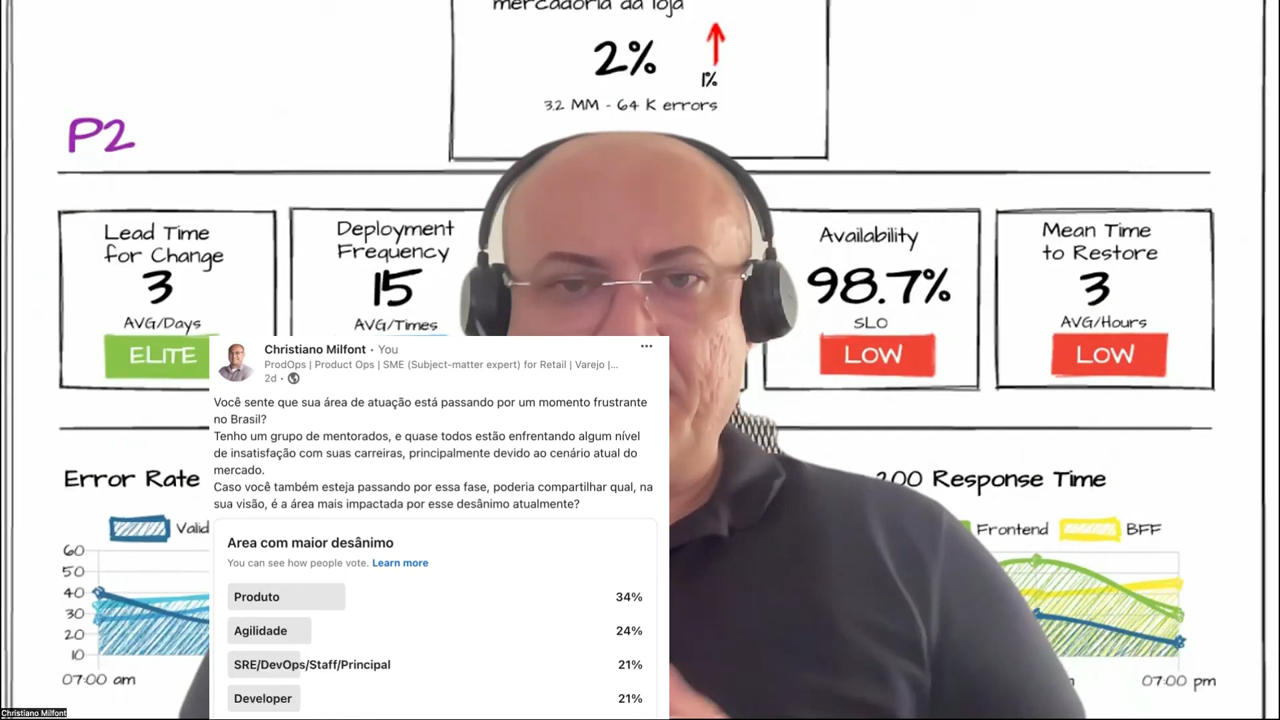 mercadoria da loja
2%
1%
3.2 MM - 64 K errors
P2
Lead Time
for Change
3
AVG/Days
ELITE
Deployment
Frequency
15
AVG/Times
Availability
98.7%
SLO
LOW
Mean Time
to Restore
3
AVG/Hours
LOW
Christiano Milfont • You
ProdOps | Product Ops | SME (Subject-matter expert) for Retail | Varejo |...
2d •
Você sente que sua área de atuação está passando por um momento frustrante
no Brasil?
Tenho um grupo de mentorados, e quase todos estão enfrentando algum nível
de insatisfação com suas carreiras, principalmente devido ao cenário atual do
mercado.
Caso você também esteja passando por essa fase, poderia compartilhar qual, na
sua visão, é a área mais impactada por esse desânimo atualmente?
Area com maior desânimo
You can see how people vote. Learn more
Produto 34%
Agilidade 24%
SRE/DevOps/Staff/Principal 21%
Developer 21%
Error Rate
Valid
60
50
40
30
20
10
07:00 am
200 Response Time
Frontend
BFF
07:00 pm
Christiano Milfont